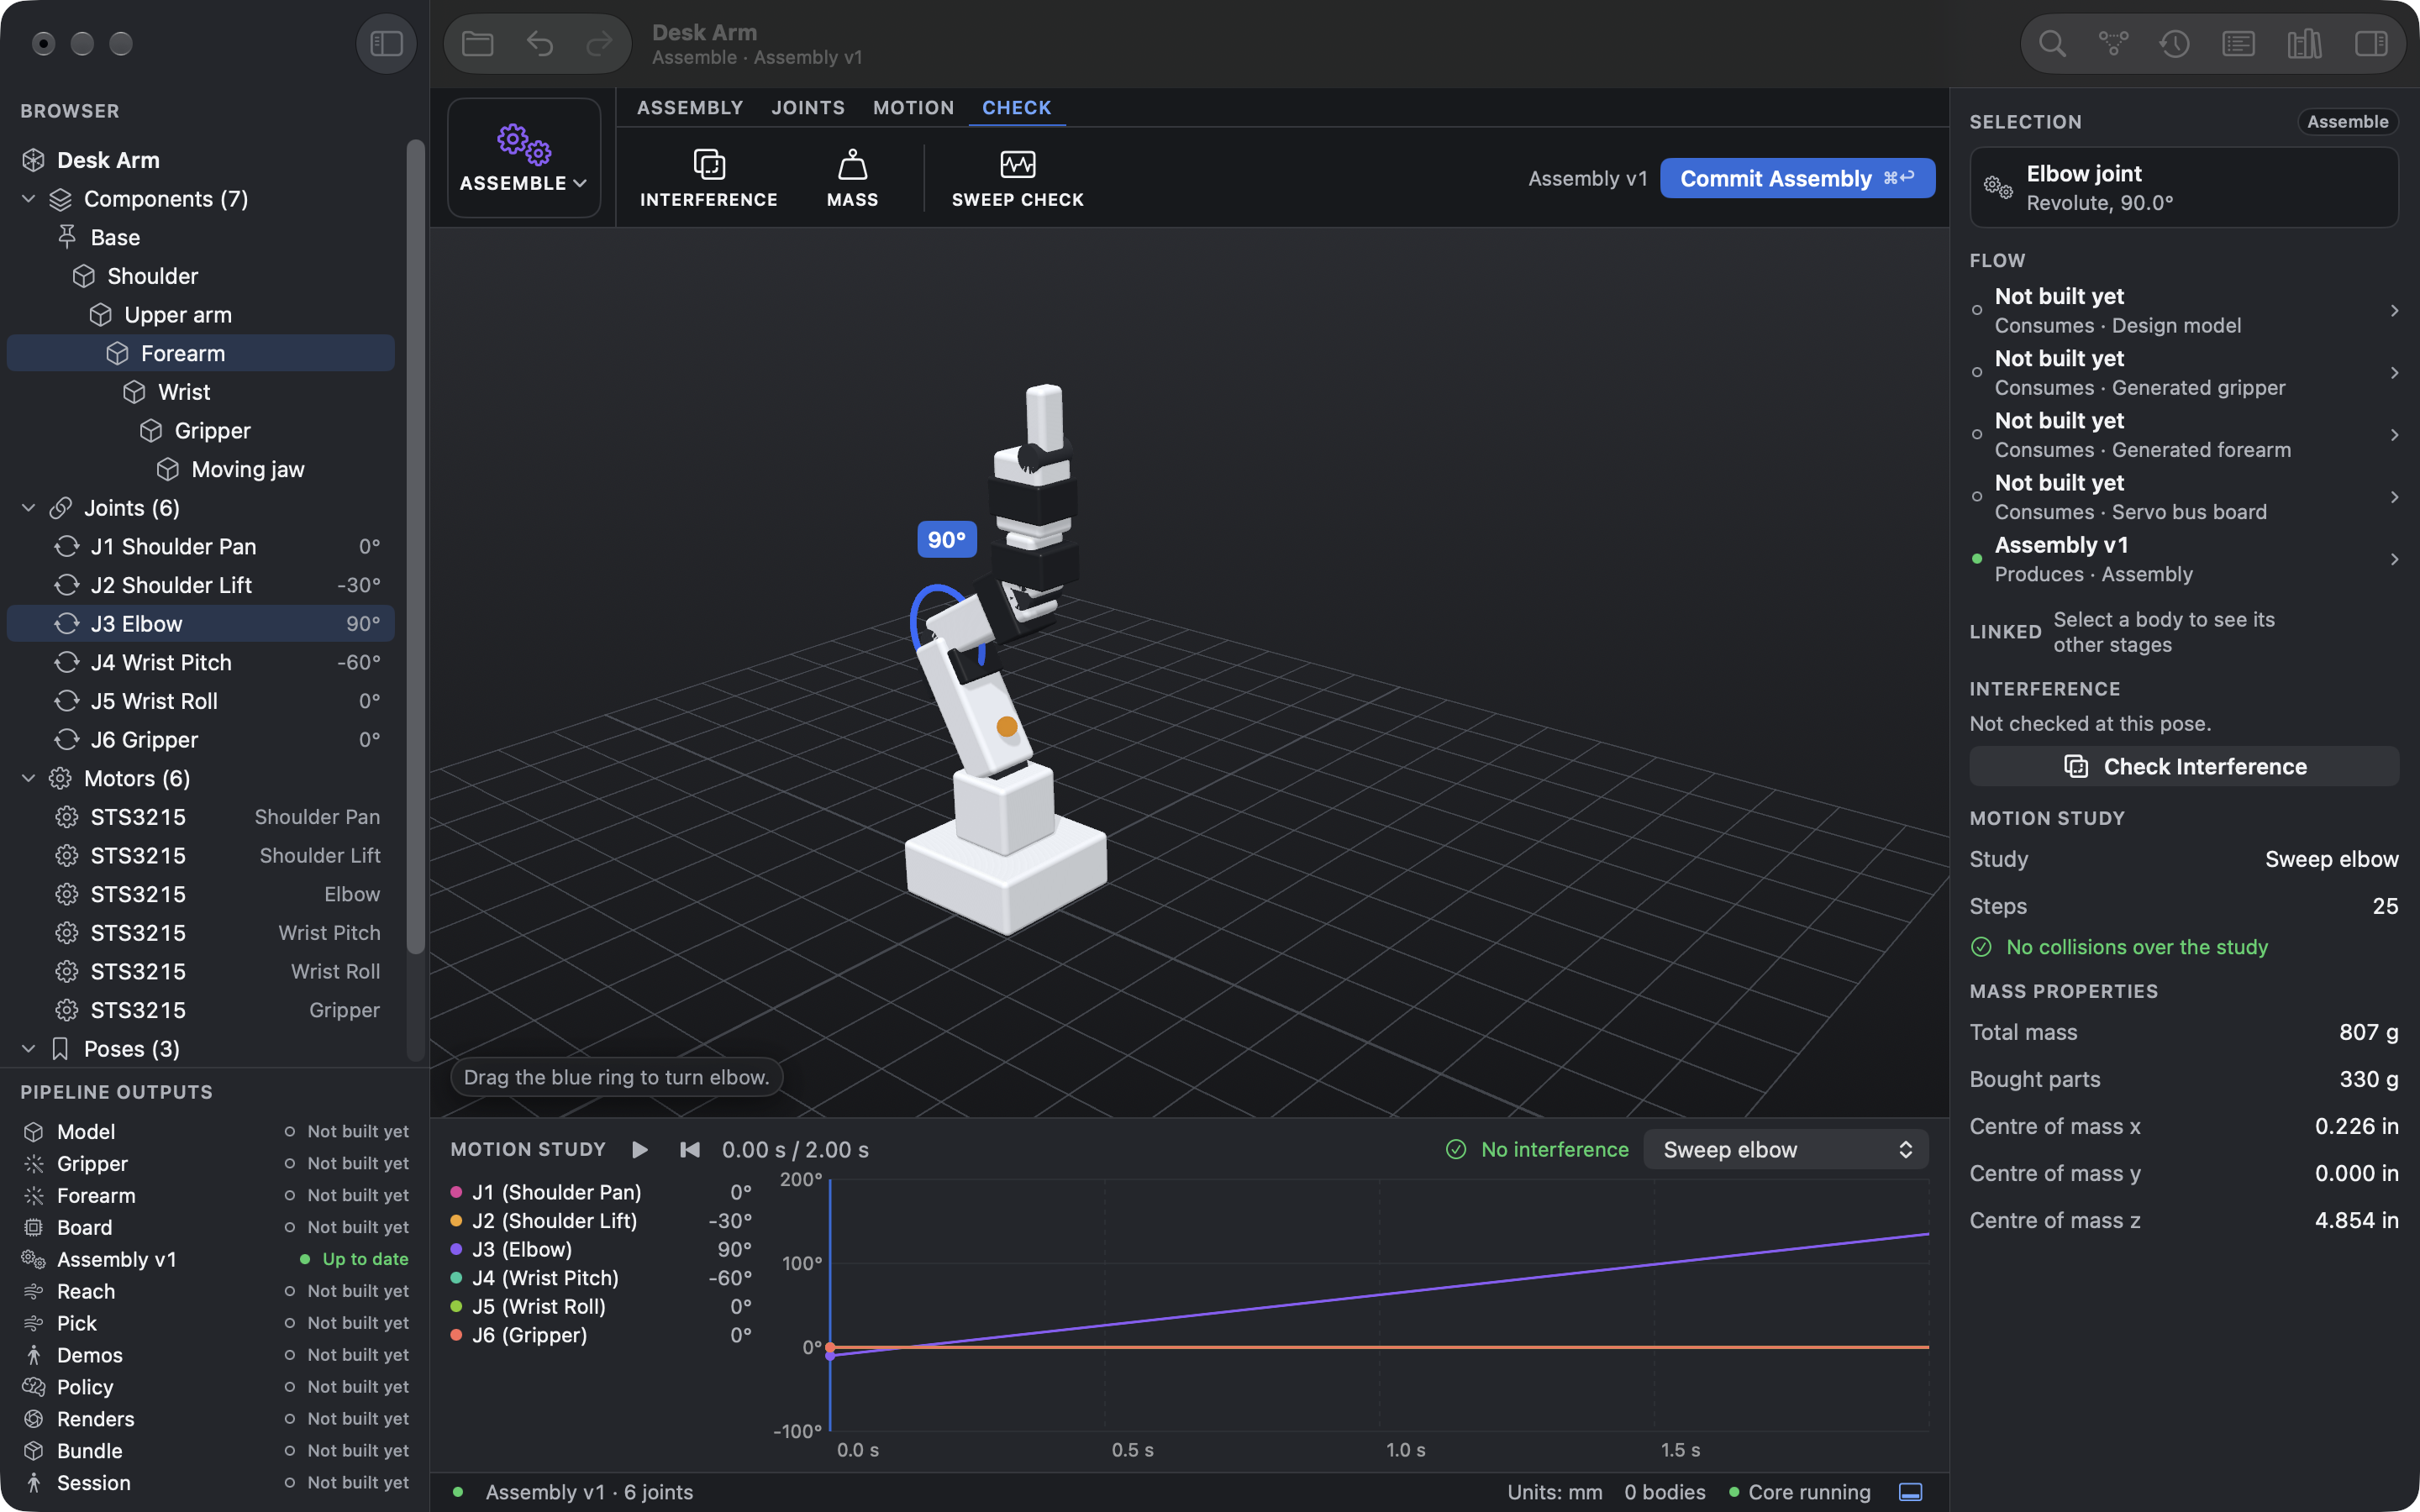 Desk Arm
Assemble · Assembly v1
BROWSER
Desk Arm
Components (7)
Base
Shoulder
Upper arm
Forearm
Wrist
Gripper
Moving jaw
Joints (6)
J1 Shoulder Pan 0°
J2 Shoulder Lift -30°
J3 Elbow 90°
J4 Wrist Pitch -60°
J5 Wrist Roll 0°
J6 Gripper 0°
Motors (6)
STS3215 Shoulder Pan
STS3215 Shoulder Lift
STS3215 Elbow
STS3215 Wrist Pitch
STS3215 Wrist Roll
STS3215 Gripper
Poses (3)
PIPELINE OUTPUTS
Model Not built yet
Gripper Not built yet
Forearm Not built yet
Board Not built yet
Assembly v1 Up to date
Reach Not built yet
Pick Not built yet
Demos Not built yet
Policy Not built yet
Renders Not built yet
Bundle Not built yet
Session Not built yet
ASSEMBLE
ASSEMBLY JOINTS MOTION CHECK
INTERFERENCE MASS SWEEP CHECK
Assembly v1 Commit Assembly ⌘↩
90°
Drag the blue ring to turn elbow.
MOTION STUDY 0.00 s / 2.00 s No interference Sweep elbow
J1 (Shoulder Pan) 0°
J2 (Shoulder Lift) -30°
J3 (Elbow) 90°
J4 (Wrist Pitch) -60°
J5 (Wrist Roll) 0°
J6 (Gripper) 0°
200°
100°
0°
-100°
0.0 s 0.5 s 1.0 s 1.5 s
Assembly v1 · 6 joints Units: mm 0 bodies Core running
SELECTION Assemble
Elbow joint
Revolute, 90.0°
FLOW
Not built yet
Consumes · Design model
Not built yet
Consumes · Generated gripper
Not built yet
Consumes · Generated forearm
Not built yet
Consumes · Servo bus board
Assembly v1
Produces · Assembly
LINKED Select a body to see its
other stages
INTERFERENCE
Not checked at this pose.
Check Interference
MOTION STUDY
Study Sweep elbow
Steps 25
No collisions over the study
MASS PROPERTIES
Total mass 807 g
Bought parts 330 g
Centre of mass x 0.226 in
Centre of mass y 0.000 in
Centre of mass z 4.854 in